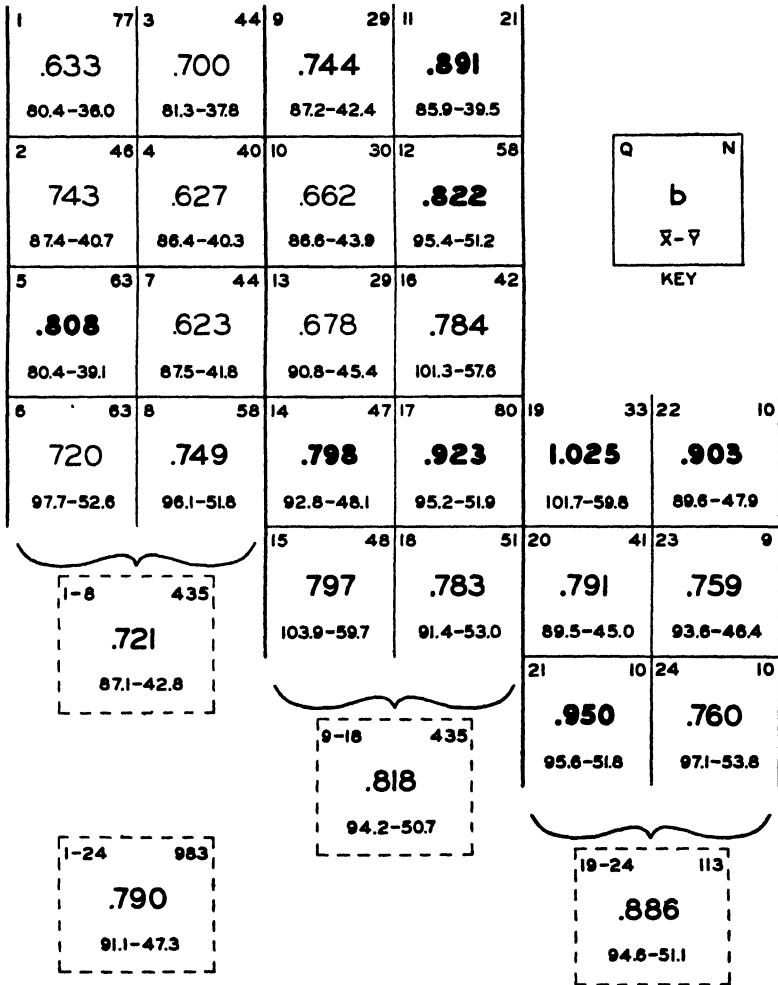 1 77 3 44 9 29 11 21
.633 .700 .744 .891
80.4-36.0 81.3-37.8 87.2-42.4 85.9-39.5
2 46 4 40 10 30 12 58
743 .627 .662 .822
87.4-40.7 86.4-40.3 86.6-43.9 95.4-51.2
Q N
b
X̄-Ȳ
KEY
5 63 7 44 13 29 16 42
.808 .623 .678 .784
80.4-39.1 87.5-41.8 90.8-45.4 101.3-57.6
6 63 8 58 14 47 17 80 19 33 22 10
720 .749 .798 .923 1.025 .903
97.7-52.6 96.1-51.8 92.8-48.1 95.2-51.9 101.7-59.8 89.6-47.9
15 48 18 51 20 41 23 9
797 .783 .791 .759
103.9-59.7 91.4-53.0 89.5-45.0 93.6-46.4
1-8 435
.721
87.1-42.8
21 10 24 10
.950 .760
95.6-51.8 97.1-53.8
9-18 435
.818
94.2-50.7
1-24 983
.790
91.1-47.3
19-24 113
.886
94.6-51.1